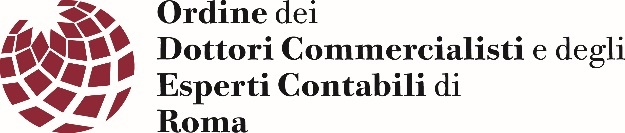 Ordine dei
Dottori Commercialisti e degli
Esperti Contabili di
Roma